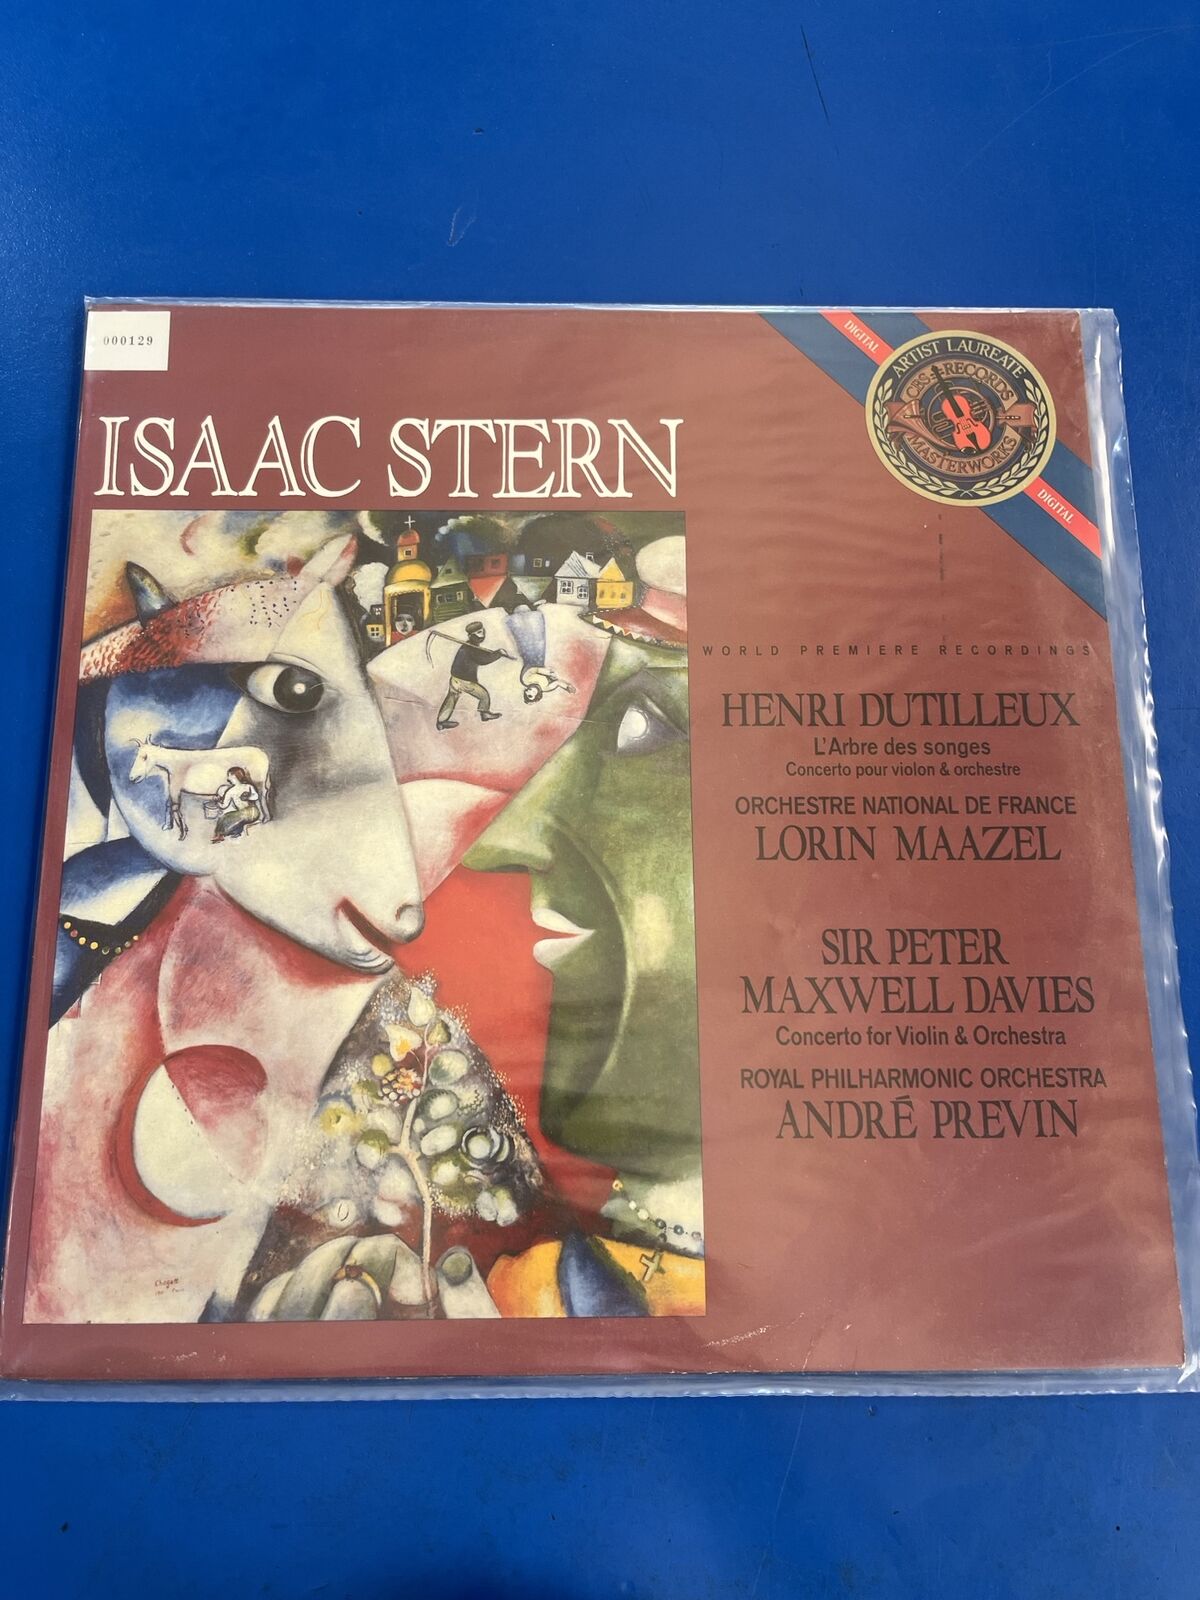 000129
DIGITAL
ARTIST LAUREATE
CBS RECORDS
MASTERWORKS
DIGITAL
ISAAC STERN
WORLD PREMIERE RECORDINGS
HENRI DUTILLEUX
L'Arbre des songes
Concerto pour violon & orchestre
ORCHESTRE NATIONAL DE FRANCE
LORIN MAAZEL
SIR PETER
MAXWELL DAVIES
Concerto for Violin & Orchestra
ROYAL PHILHARMONIC ORCHESTRA
ANDRÉ PREVIN
Chagall